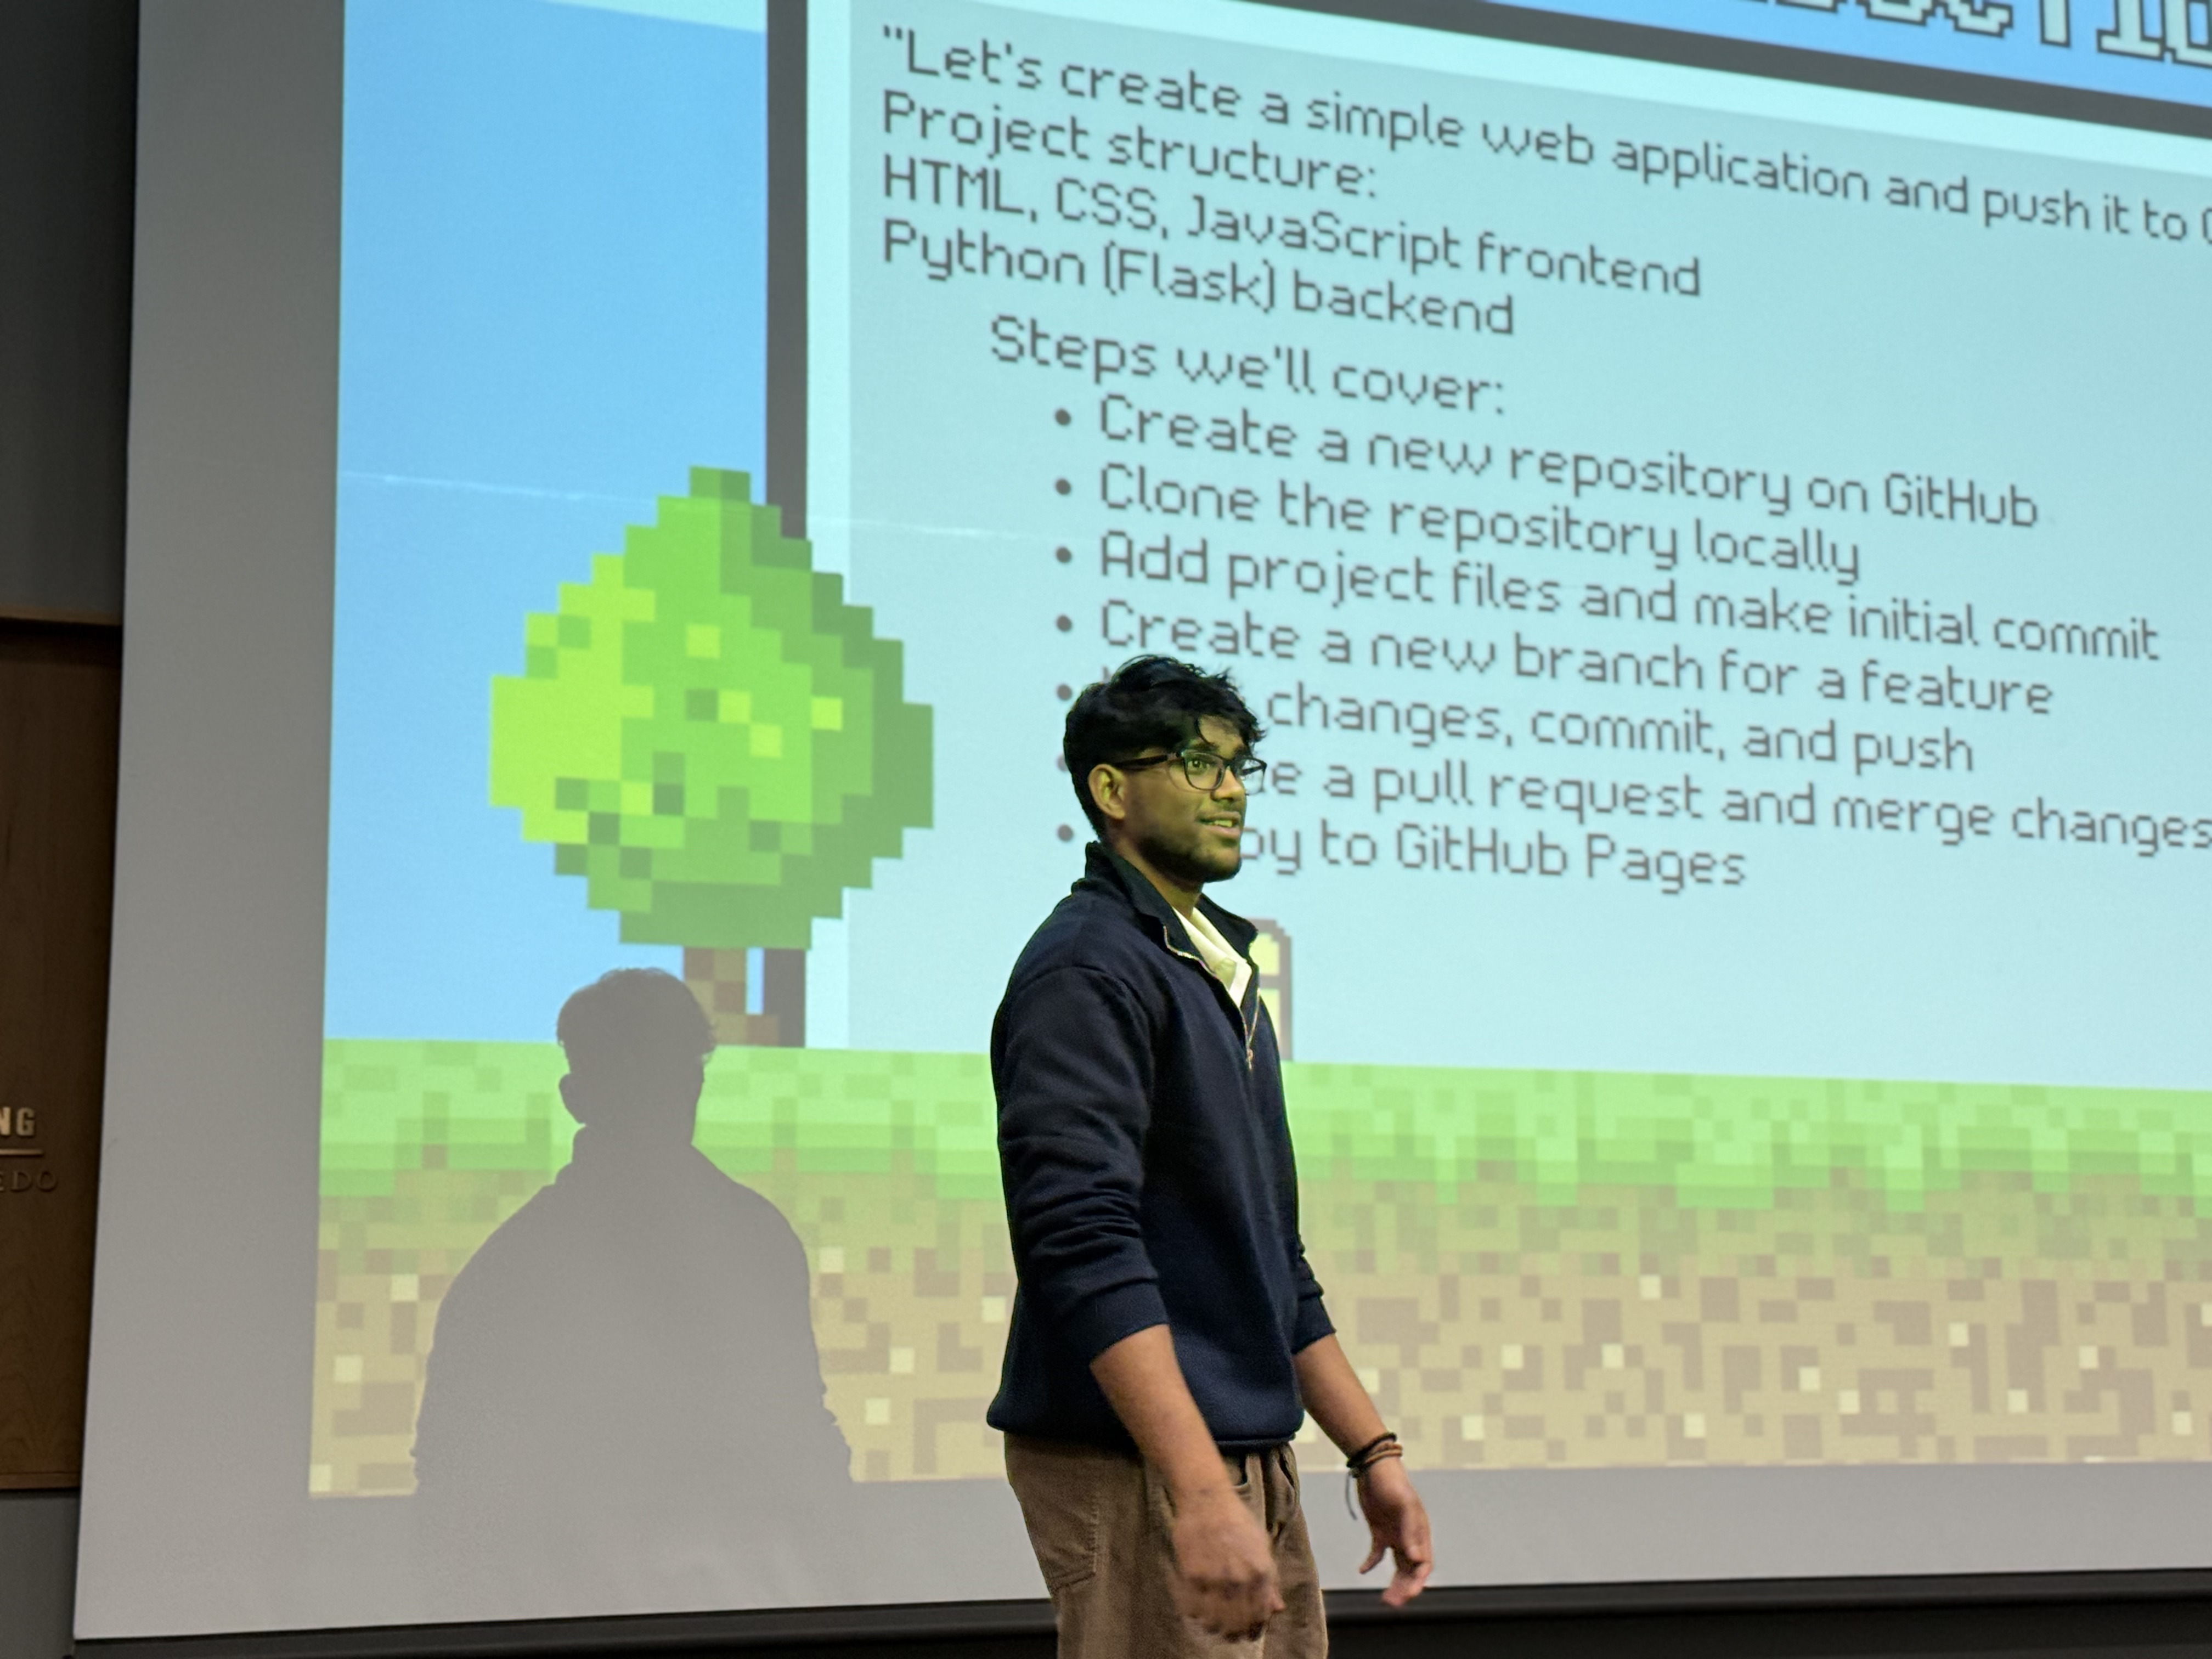 "Let's create a simple web application and push it to
Project structure:
HTML, CSS, JavaScript frontend
Python (Flask) backend
Steps we'll cover:
• Create a new repository on GitHub
• Clone the repository locally
• Add project files and make initial commit
• Create a new branch for a feature
• changes, commit, and push
• a pull request and merge changes
• to GitHub Pages